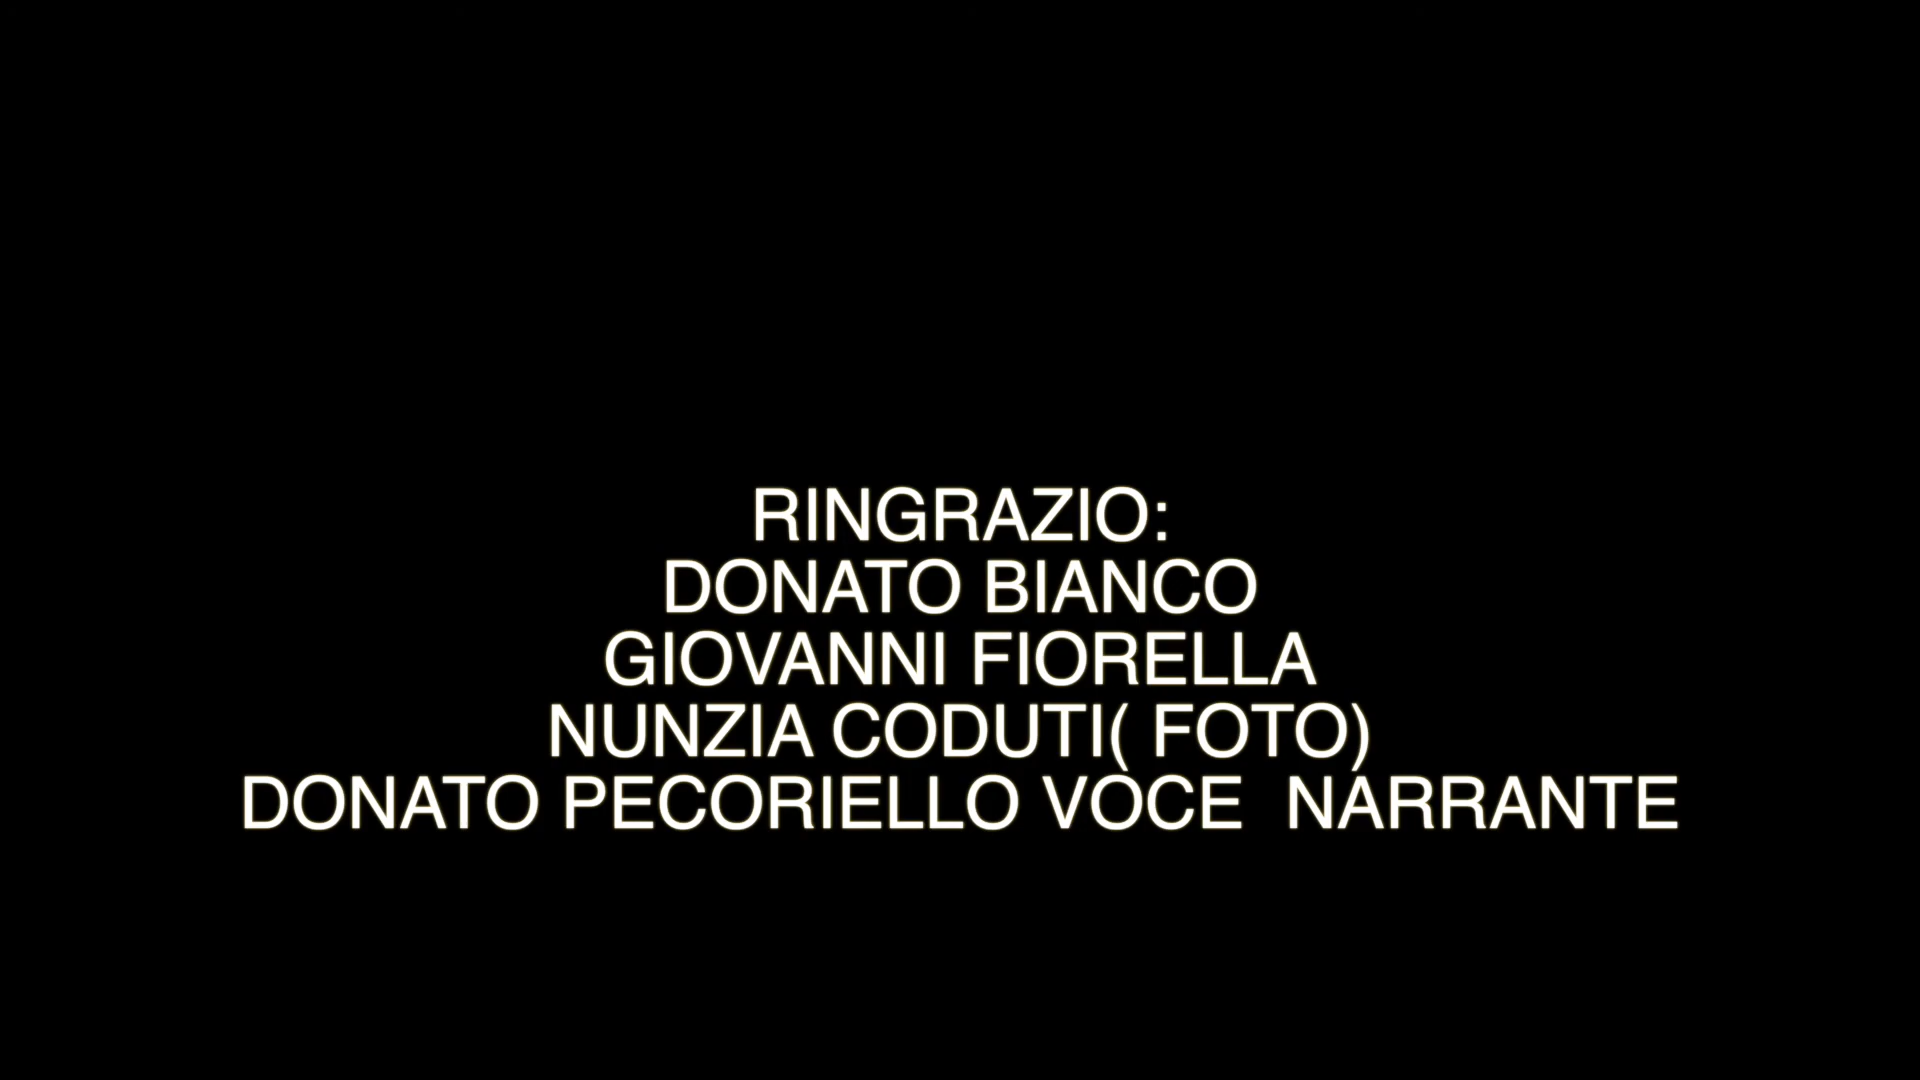 RINGRAZIO:
DONATO BIANCO
GIOVANNI FIORELLA
NUNZIA CODUTI( FOTO)
DONATO PECORIELLO VOCE  NARRANTE